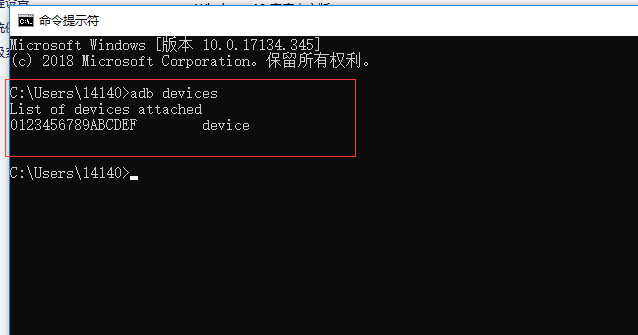 命令提示符
Microsoft Windows [版本 10.0.17134.345]
(c) 2018 Microsoft Corporation。保留所有权利。
C:\Users\14140>adb devices
List of devices attached
0123456789ABCDEF        device
C:\Users\14140>